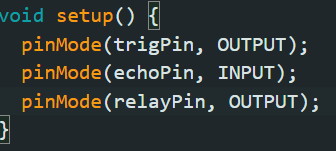 void setup() {
  pinMode(trigPin, OUTPUT);
  pinMode(echoPin, INPUT);
  pinMode(relayPin, OUTPUT);
}